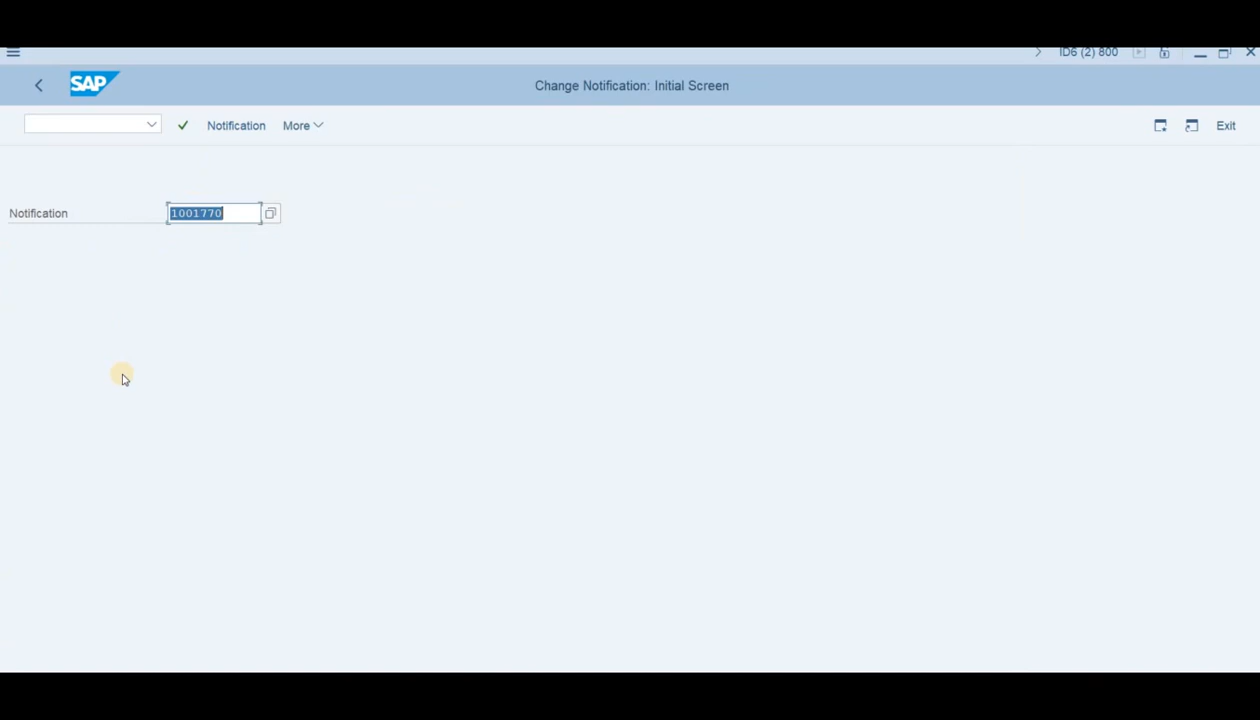 ID6 (2) 800
SAP
Change Notification: Initial Screen
Notification More Exit
Notification 1001770